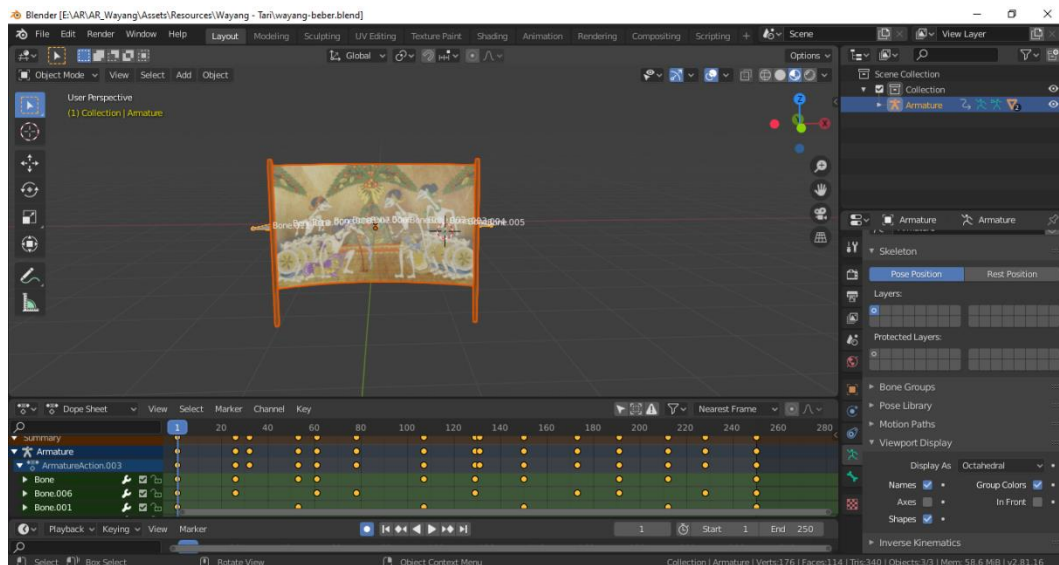 Blender [E:\AR\AR_Wayang\Assets\Resources\Wayang - Tari\wayang-beber.blend]
File Edit Render Window Help Layout Modeling Sculpting UV Editing Texture Paint Shading Animation Rendering Compositing Scripting + Scene View Layer
Global Options
Object Mode View Select Add Object
User Perspective
(1) Collection | Armature
Z
Scene Collection
Collection
Armature
Bone.005
Armature Armature
Skeleton
Pose Position Rest Position
Layers:
Protected Layers:
Bone Groups
Pose Library
Motion Paths
Viewport Display
Display As Octahedral
Names Group Colors
Axes In Front
Shapes
Inverse Kinematics
Dope Sheet View Select Marker Channel Key Nearest Frame
1 20 40 60 80 100 120 140 160 180 200 220 240 260 280
Summary
Armature
ArmatureAction.003
Bone
Bone.006
Bone.001
Playback Keying View Marker 1 Start 1 End 250
Select Box Select Rotate View Object Context Menu Collection | Armature | Verts:176 | Faces:114 | Tris:340 | Objects:3/3 | Mem: 58.6 MiB | v2.81.16